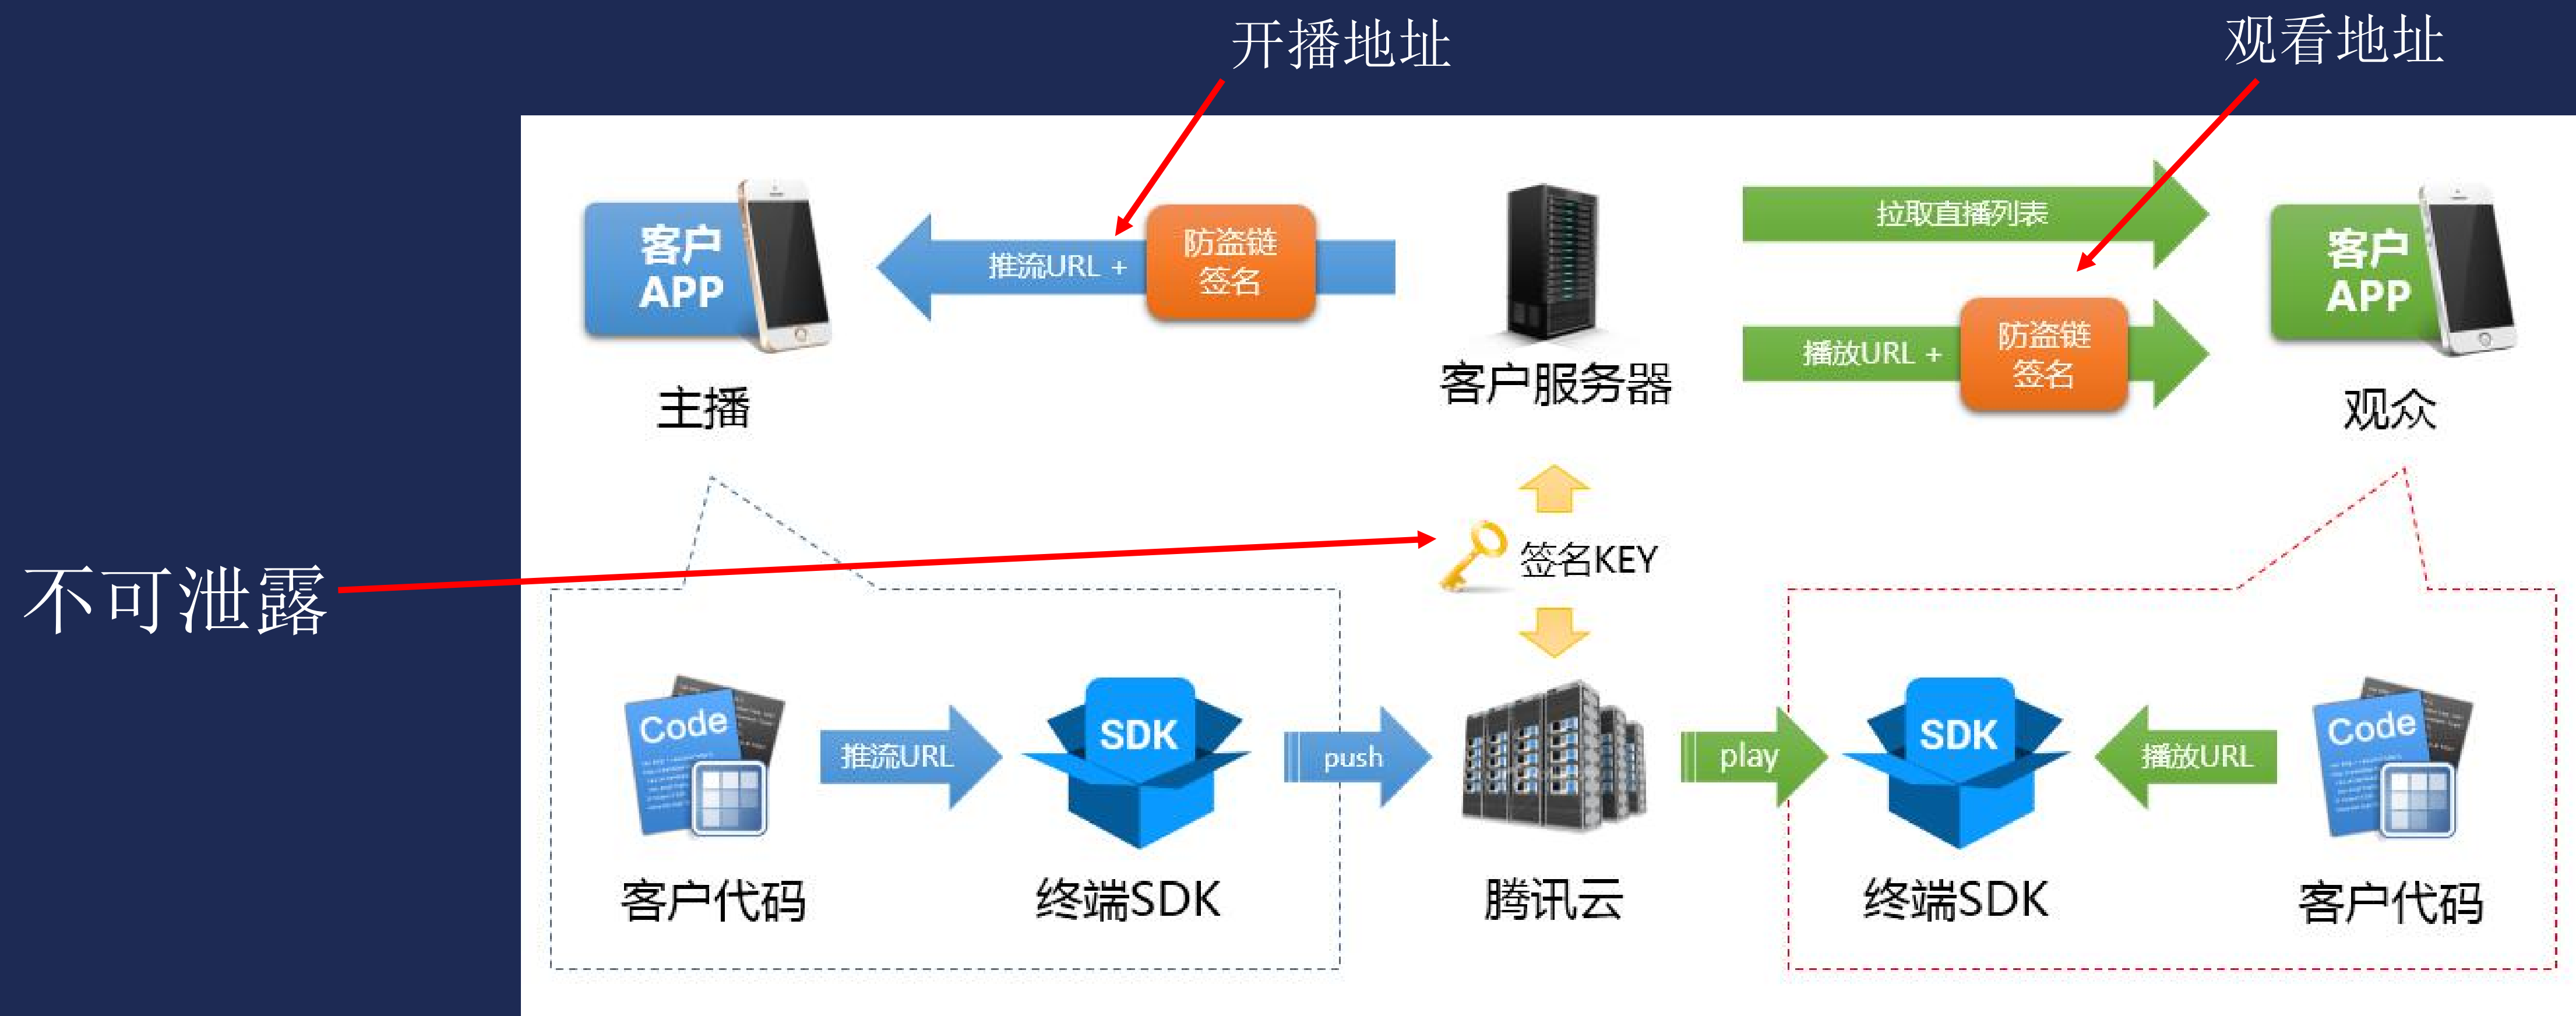 开播地址
观看地址
客户
APP
推流URL +
防盗链
签名
拉取直播列表
客户
APP
播放URL +
防盗链
签名
主播
客户服务器
观众
不可泄露
签名KEY
Code
推流URL
SDK
push
play
SDK
播放URL
Code
客户代码
终端SDK
腾讯云
终端SDK
客户代码